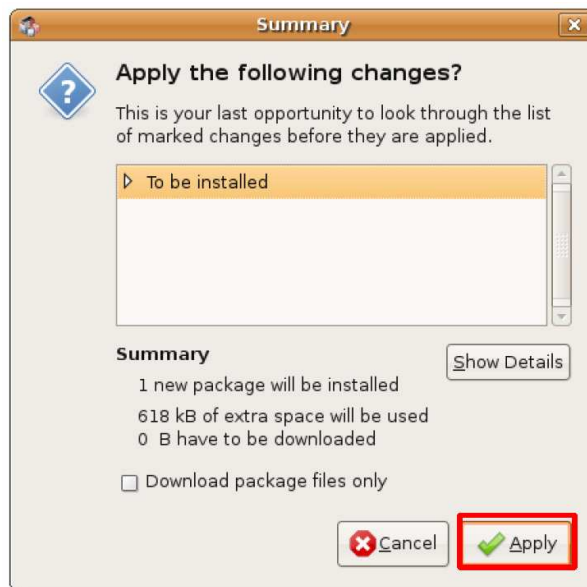 Summary
Apply the following changes?
This is your last opportunity to look through the list
of marked changes before they are applied.
To be installed
Summary
Show Details
1 new package will be installed
618 kB of extra space will be used
0 B have to be downloaded
Download package files only
Cancel
Apply